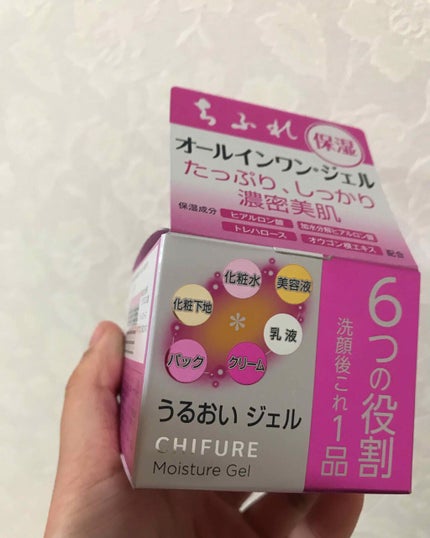 ちふれ
保湿
オールインワン・ジェル
たっぷり、しっかり
濃密美肌
保湿成分
ヒアルロン酸
加水分解ヒアルロン酸
トレハロース
オウゴン根エキス
配合
化粧水
美容液
化粧下地
乳液
パック
クリーム
うるおい ジェル
CHIFURE
Moisture Gel
6つの役割
洗顔後これ1品